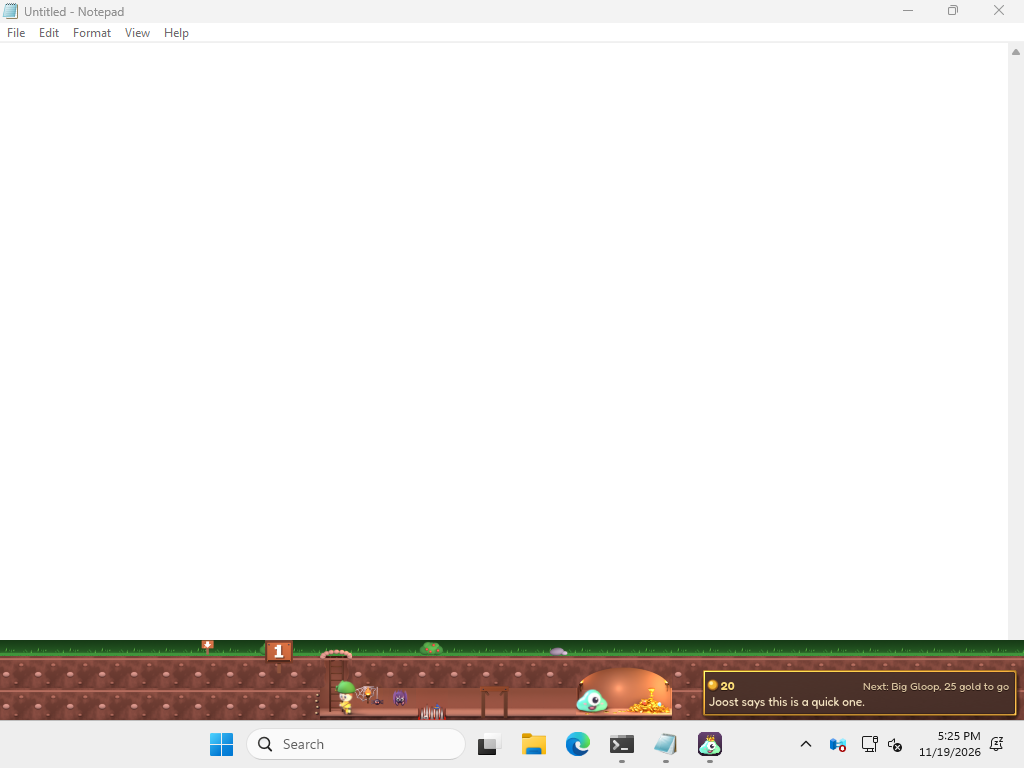 Untitled - Notepad
File Edit Format View Help
1
20 Next: Big Gloop, 25 gold to go
Joost says this is a quick one.
Search
5:25 PM
11/19/2026